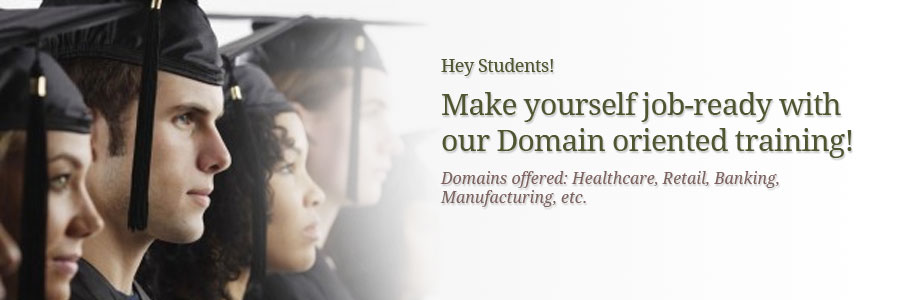 Hey Students!
Make yourself job-ready with
our Domain oriented training!
Domains offered: Healthcare, Retail, Banking,
Manufacturing, etc.